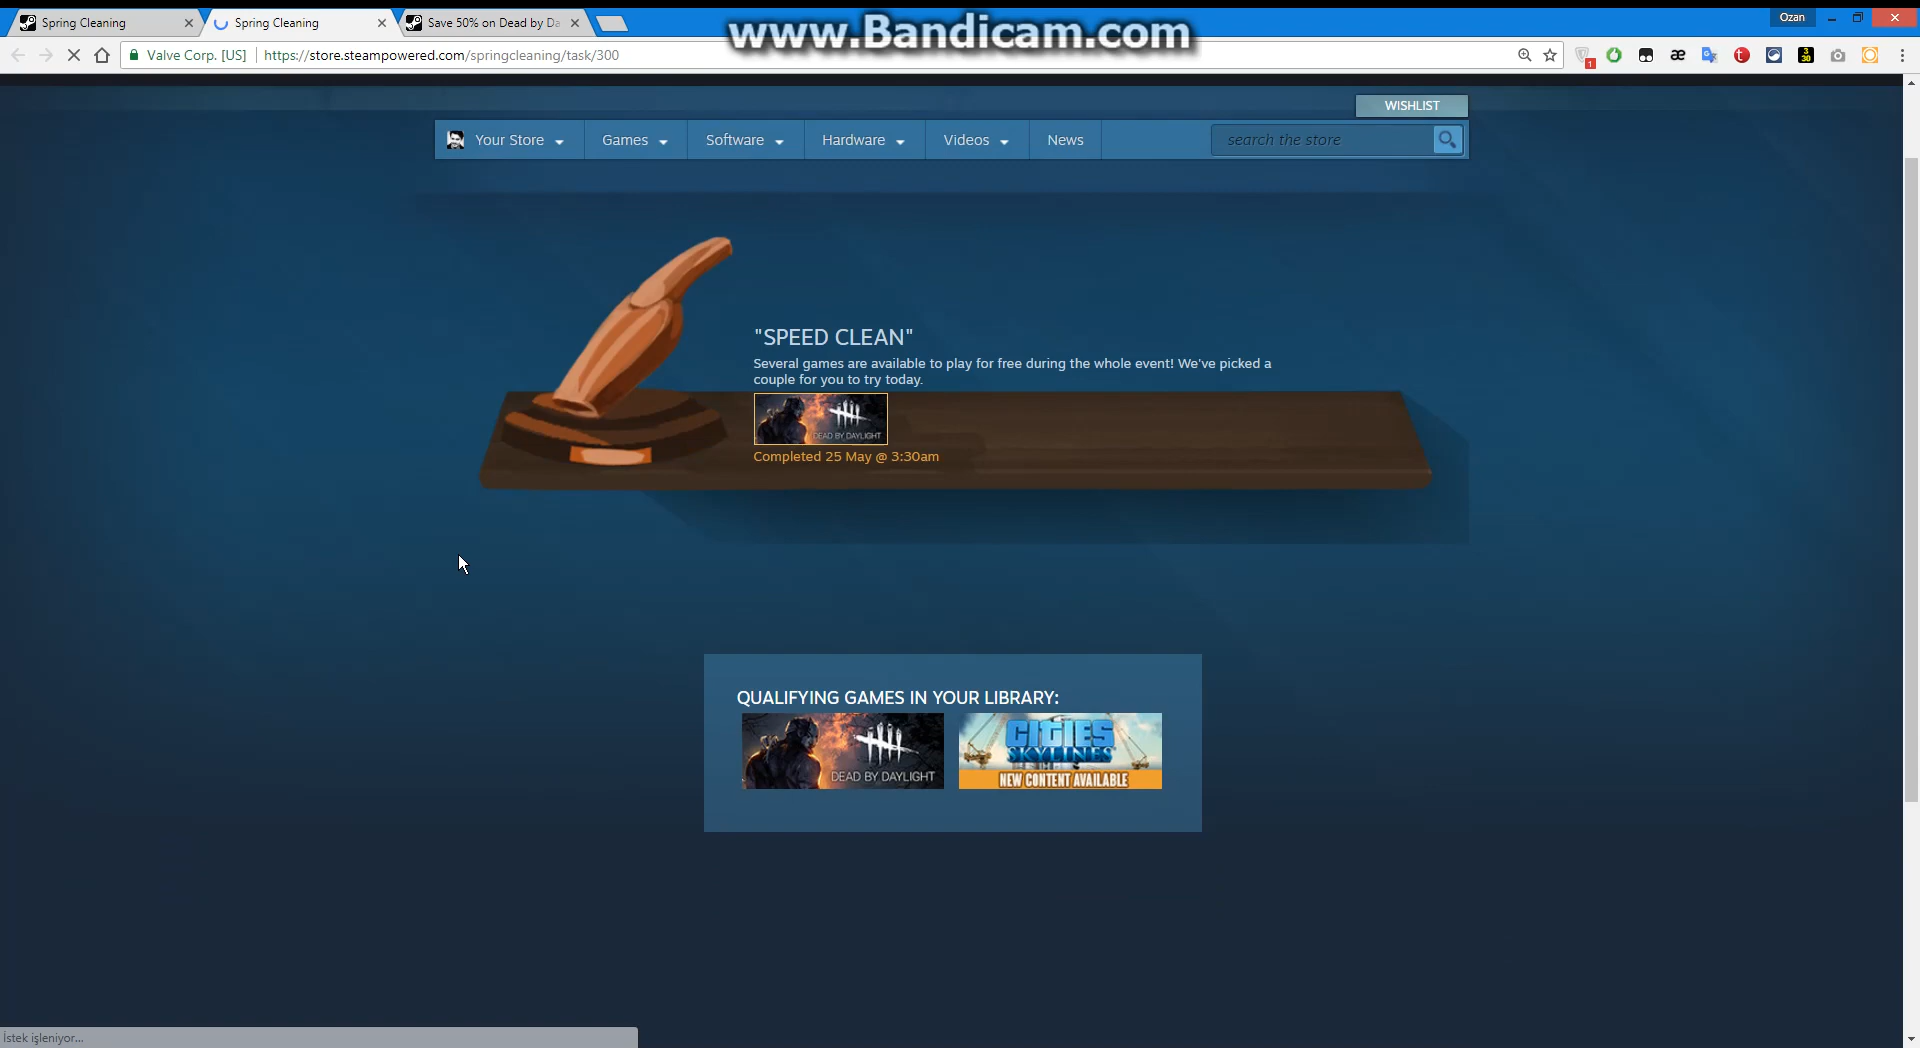 Spring Cleaning
Spring Cleaning
Save 50% on Dead by Da
www.Bandicam.com
Ozan
Valve Corp. [US]
https://store.steampowered.com/springcleaning/task/300
WISHLIST
Your Store
Games
Software
Hardware
Videos
News
search the store
"SPEED CLEAN"
Several games are available to play for free during the whole event! We've picked a
couple for you to try today.
DEAD BY DAYLIGHT
Completed 25 May @ 3:30am
QUALIFYING GAMES IN YOUR LIBRARY:
DEAD BY DAYLIGHT
CITIES
SKYLINES
NEW CONTENT AVAILABLE
İstek işleniyor...